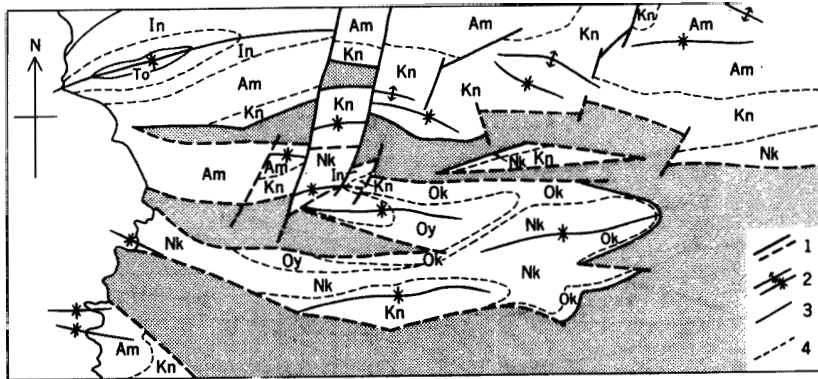 In Am Kn Am
N In Kn
To Am Kn Kn Am
Kn Kn
Kn Kn
Nk Nk Kn Nk
Am Am
Kn In Kn Ok Ok
Nk Oy Nk Ok
Oy Ok 1
Nk Nk 2
Kn Ok 3
Am Kn 4